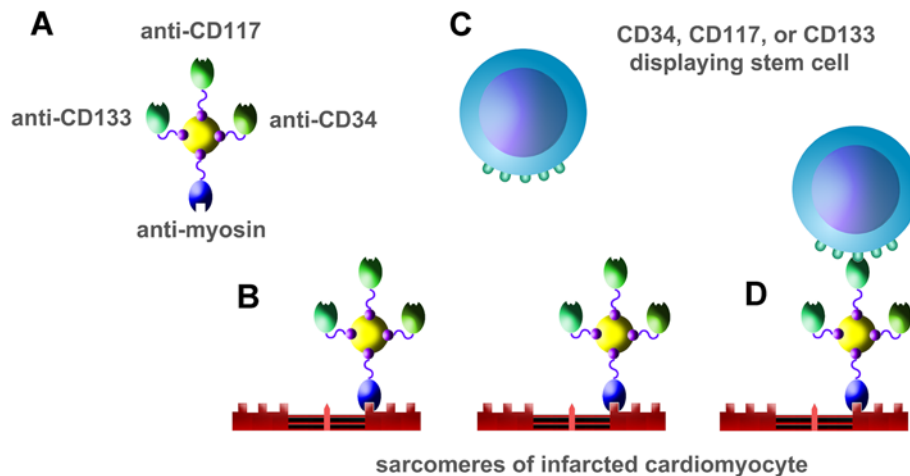 A
anti-CD117
anti-CD133
anti-CD34
anti-myosin
C
CD34, CD117, or CD133
displaying stem cell
B
D
sarcomeres of infarcted cardiomyocyte